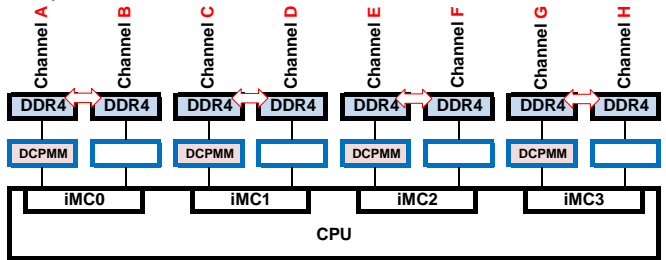 Channel A Channel B Channel C Channel D Channel E Channel F Channel G Channel H
DDR4 DDR4 DDR4 DDR4 DDR4 DDR4 DDR4 DDR4
DCPMM DCPMM DCPMM DCPMM
iMC0 iMC1 iMC2 iMC3
CPU